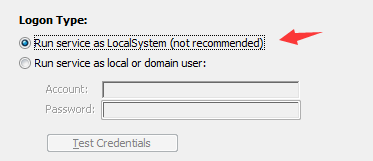 Logon Type:
Run service as LocalSystem (not recommended)
Run service as local or domain user:
Account:
Password:
Test Credentials